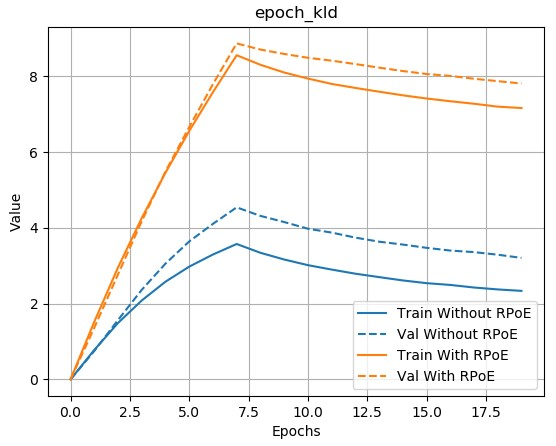 epoch_kld
Value
8
6
4
2
0
0.0 2.5 5.0 7.5 10.0 12.5 15.0 17.5
Epochs
Train Without RPoE
Val Without RPoE
Train With RPoE
Val With RPoE